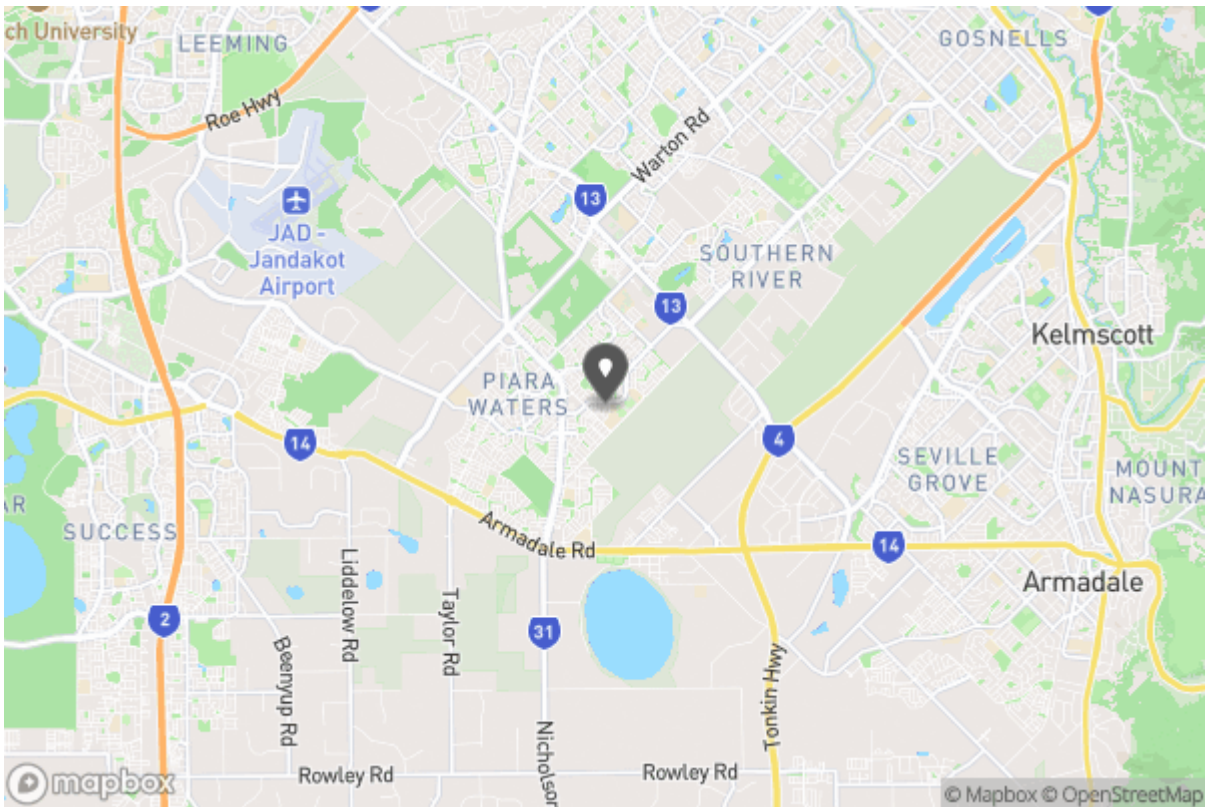 ch University
LEEMING
GOSNELLS
Roe Hwy
Warton Rd
13
JAD -
Jandakot
Airport
SOUTHERN
RIVER
13
Kelmscott
PIARA
WATERS
14
4
SEVILLE
GROVE
MOUNT
NASURA
AR
SUCCESS
Armadale Rd
14
Armadale
Liddelow Rd
Taylor Rd
2
31
Beenyup Rd
Tonkin Hwy
Nicholson
Rowley Rd
Rowley Rd
mapbox
© Mapbox © OpenStreetMap